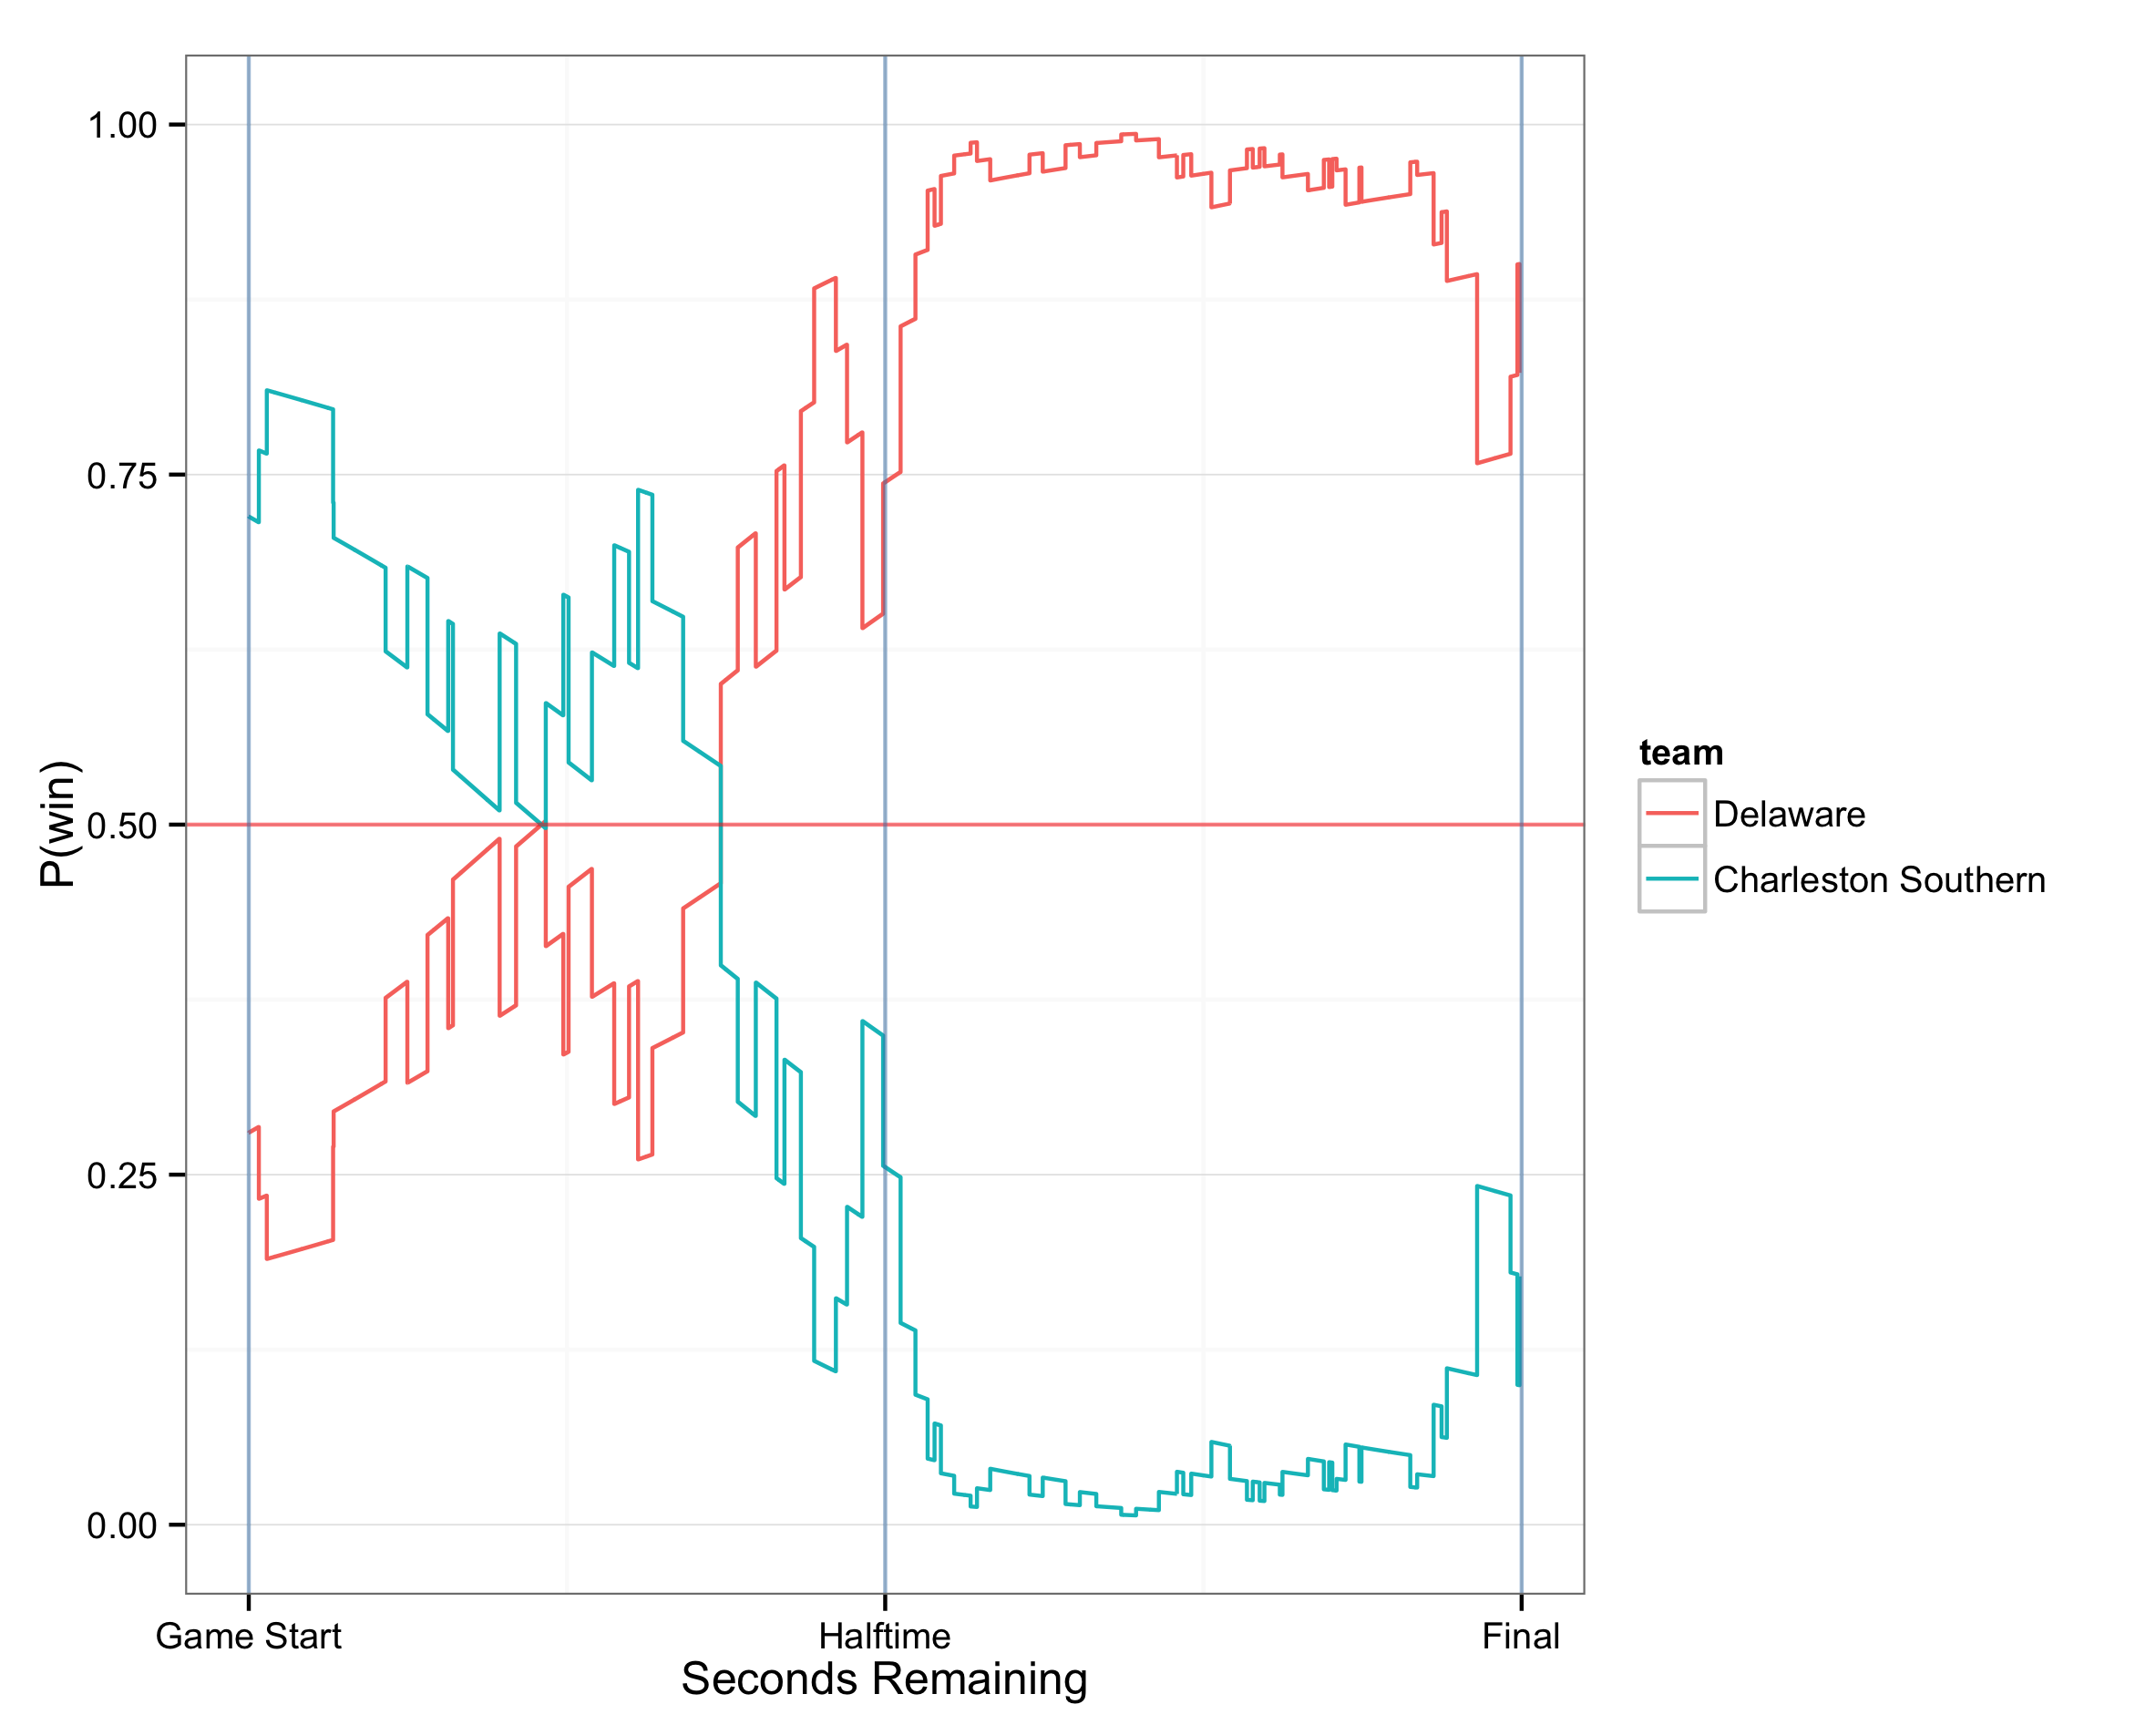 P(win)
1.00
0.75
0.50
0.25
0.00
Game Start
Halftime
Final
Seconds Remaining
team
Delaware
Charleston Southern